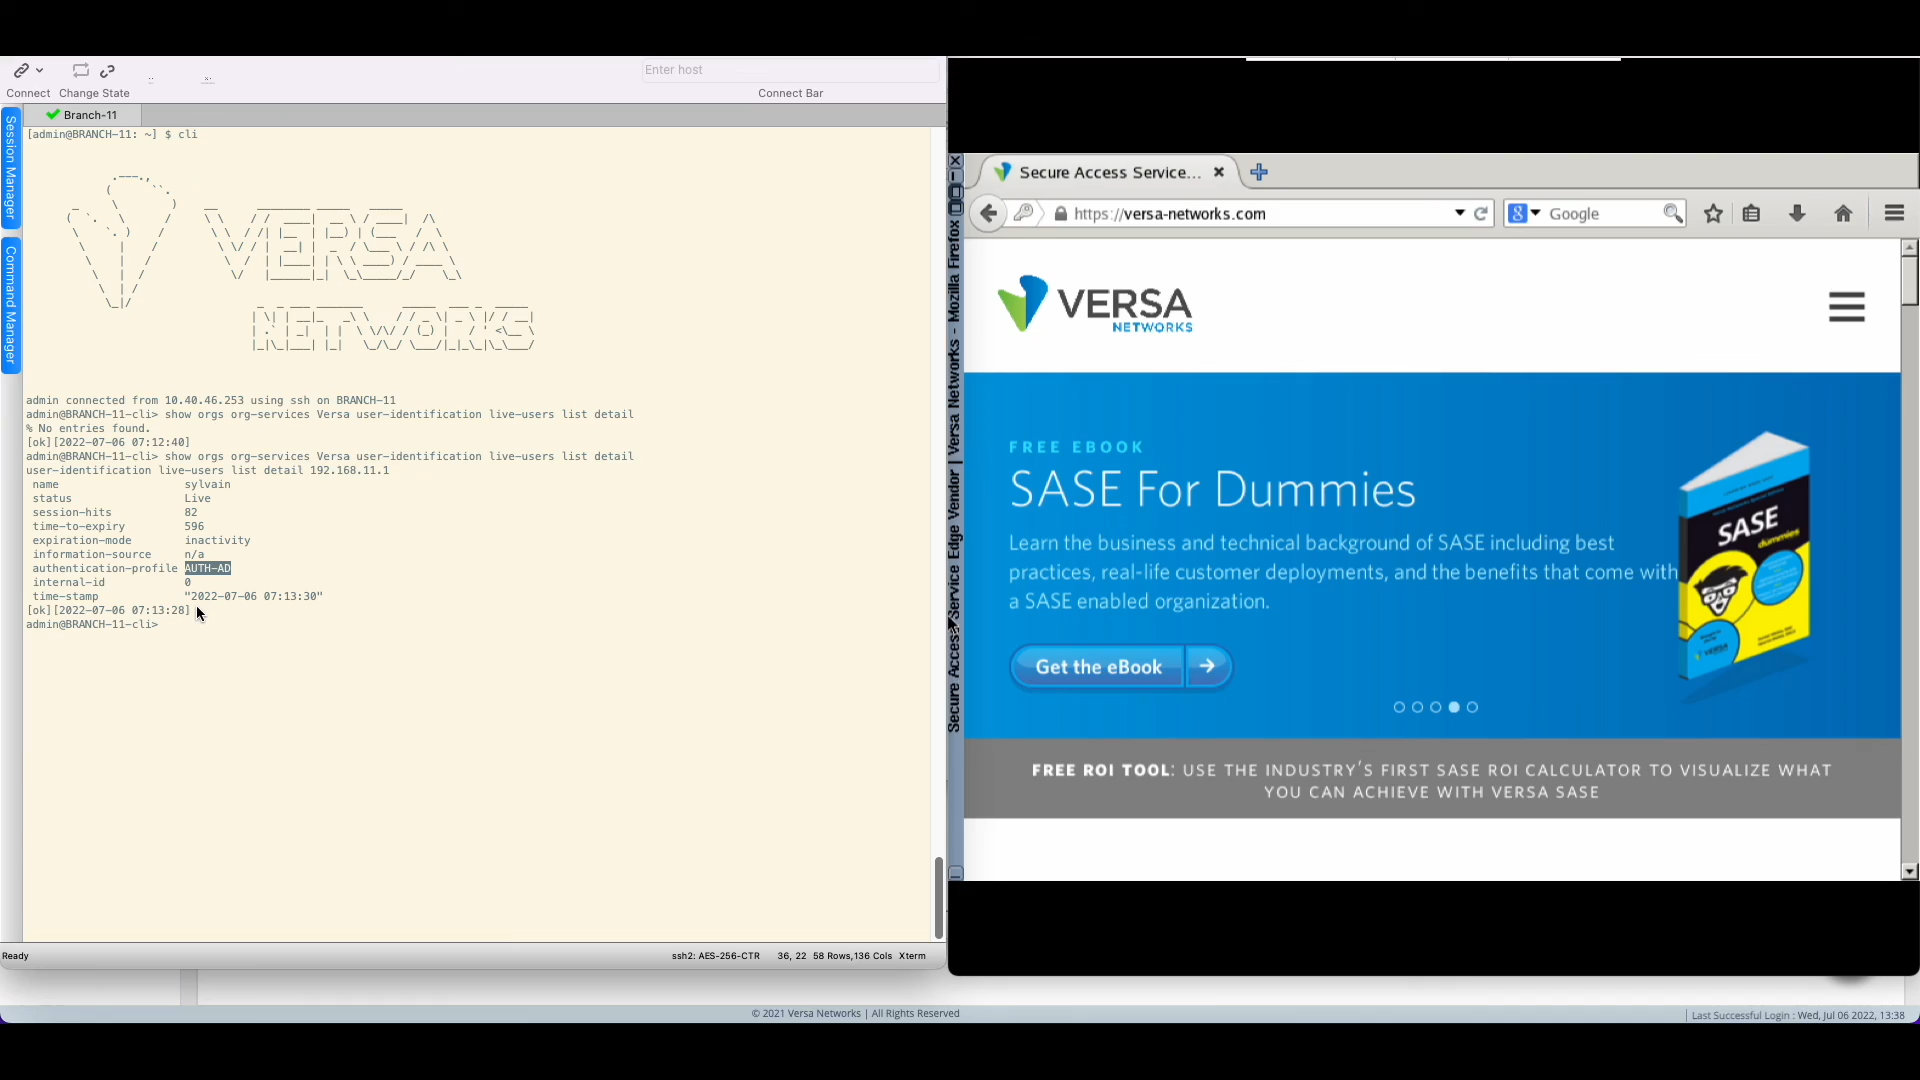 Enter host
Connect
Change State
Connect Bar
Session Manager
Command Manager
Branch-11
[admin@BRANCH-11: ~] $ cli
VERSA
NETWORKS
admin connected from 10.40.46.253 using ssh on BRANCH-11
admin@BRANCH-11-cli> show orgs org-services Versa user-identification live-users list detail
% No entries found.
[ok][2022-07-06 07:12:40]
admin@BRANCH-11-cli> show orgs org-services Versa user-identification live-users list detail
user-identification live-users list detail 192.168.11.1
name sylvain
status Live
session-hits 82
time-to-expiry 596
expiration-mode inactivity
information-source n/a
authentication-profile AUTH-AD
internal-id 0
time-stamp "2022-07-06 07:13:30"
[ok][2022-07-06 07:13:28]
admin@BRANCH-11-cli>
Ready
ssh2: AES-256-CTR 36, 22 58 Rows,136 Cols Xterm
Secure Access Service Edge Vendor | Versa Networks - Mozilla Firefox
Secure Access Service...
https://versa-networks.com
Google
VERSA
NETWORKS
FREE EBOOK
SASE For Dummies
Learn the business and technical background of SASE including best
practices, real-life customer deployments, and the benefits that come with
a SASE enabled organization.
Get the eBook
SASE
dummies
VERSA
FREE ROI TOOL: USE THE INDUSTRY'S FIRST SASE ROI CALCULATOR TO VISUALIZE WHAT
YOU CAN ACHIEVE WITH VERSA SASE
© 2021 Versa Networks | All Rights Reserved
Last Successful Login : Wed, Jul 06 2022, 13:38